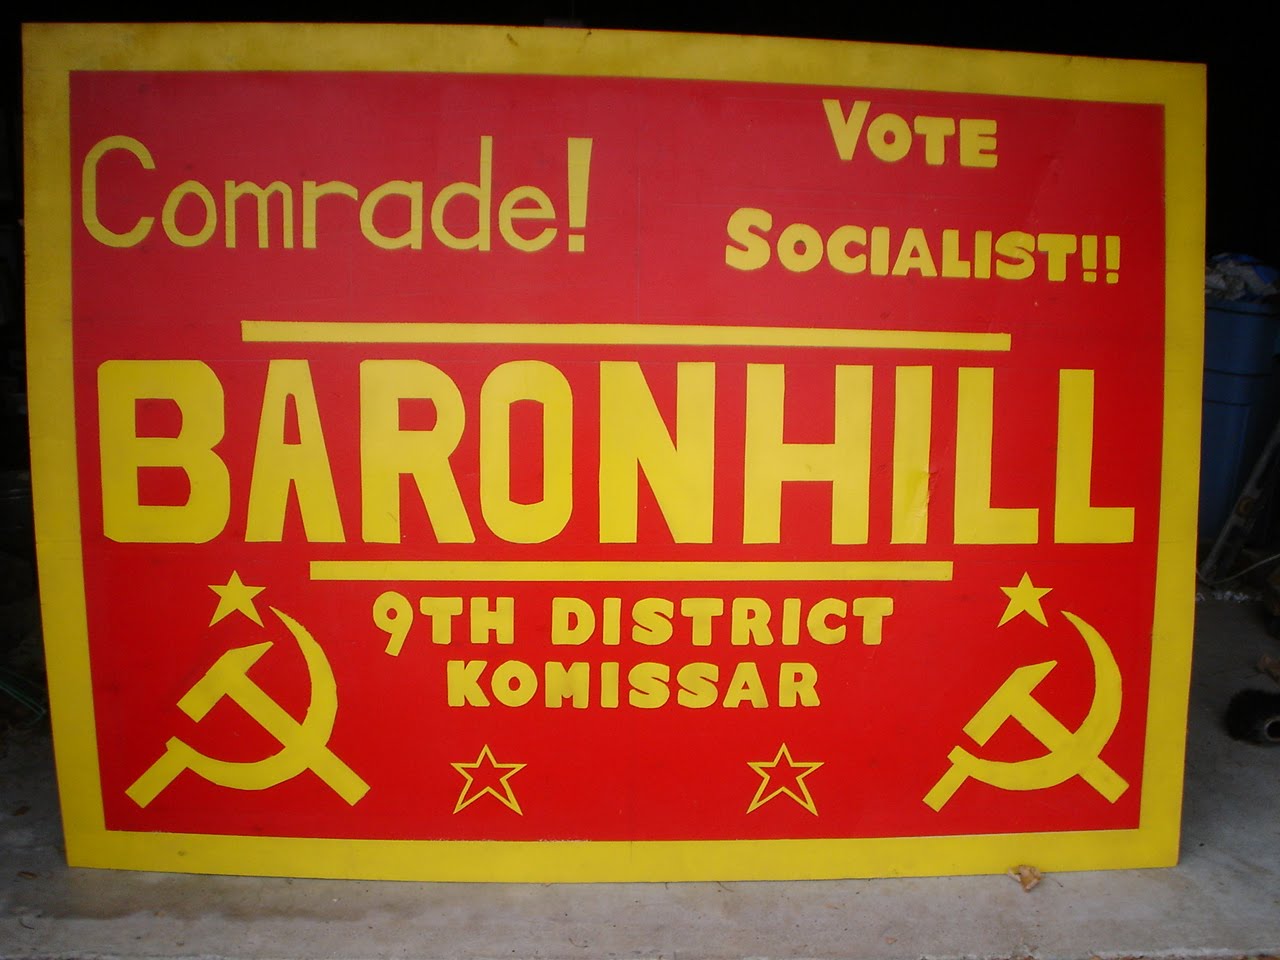 Comrade!
VOTE
SOCIALIST!!
BARONHILL
9TH DISTRICT
KOMISSAR